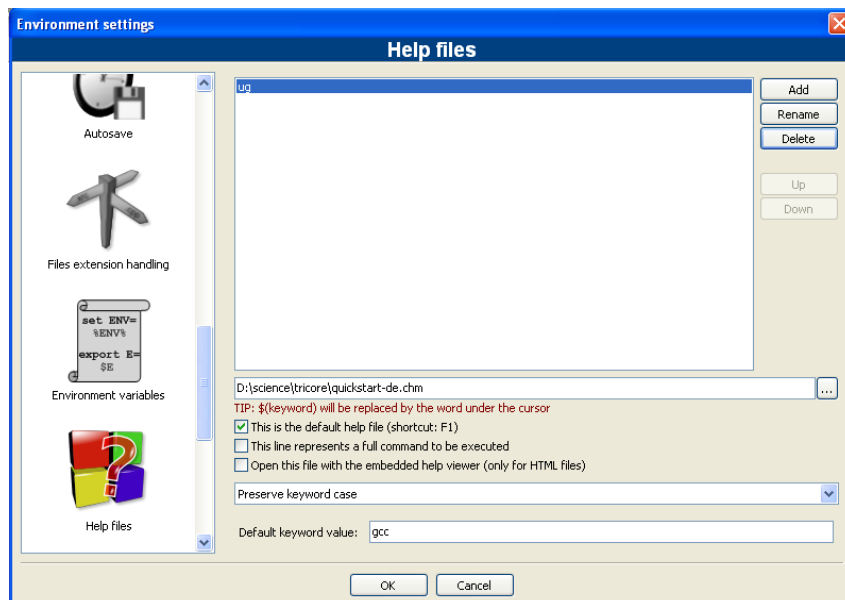 Environment settings
Help files
Autosave
Files extension handling
set ENV=
%ENV%
export E=
$E
Environment variables
Help files
ug
Add
Rename
Delete
Up
Down
D:\science\tricore\quickstart-de.chm
...
TIP: $(keyword) will be replaced by the word under the cursor
This is the default help file (shortcut: F1)
This line represents a full command to be executed
Open this file with the embedded help viewer (only for HTML files)
Preserve keyword case
Default keyword value: gcc
OK Cancel